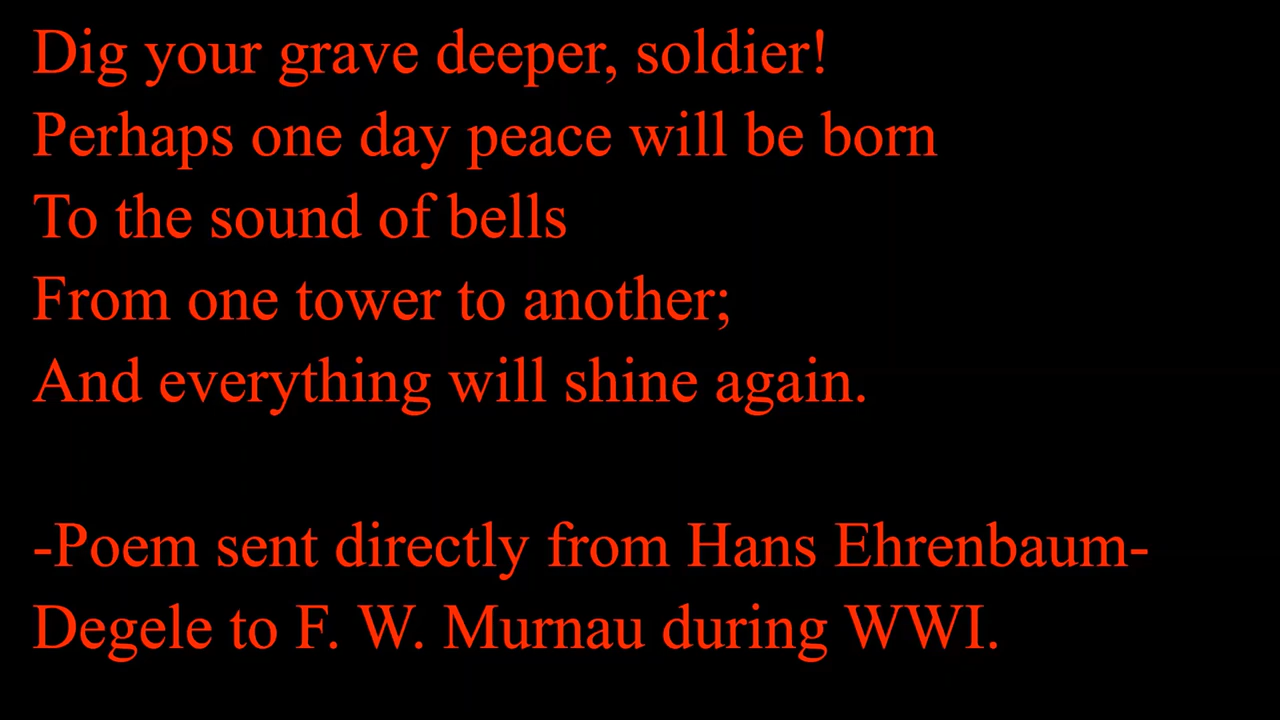 Dig your grave deeper, soldier!
Perhaps one day peace will be born
To the sound of bells
From one tower to another;
And everything will shine again.
-Poem sent directly from Hans Ehrenbaum-
Degele to F. W. Murnau during WWI.